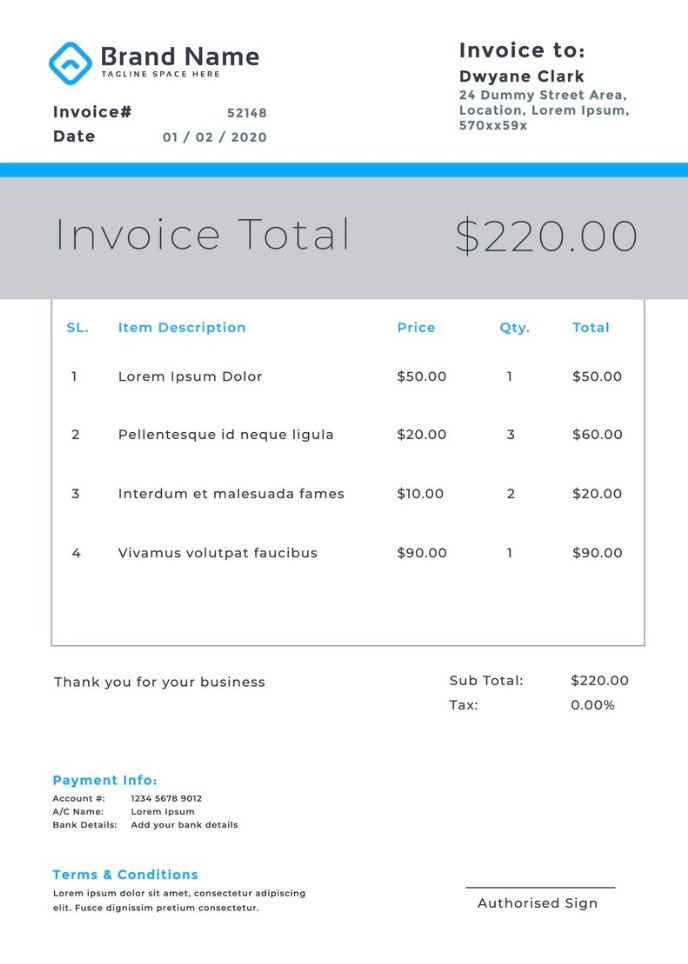 Brand Name
TAGLINE SPACE HERE
Invoice# 52148
Date 01 / 02 / 2020
Invoice to:
Dwyane Clark
24 Dummy Street Area,
Location, Lorem Ipsum,
570xx59x
Invoice Total $220.00
SL. Item Description Price Qty. Total
1 Lorem Ipsum Dolor $50.00 1 $50.00
2 Pellentesque id neque ligula $20.00 3 $60.00
3 Interdum et malesuada fames $10.00 2 $20.00
4 Vivamus volutpat faucibus $90.00 1 $90.00
Thank you for your business
Sub Total: $220.00
Tax: 0.00%
Payment Info:
Account #: 1234 5678 9012
A/C Name: Lorem Ipsum
Bank Details: Add your bank details
Terms & Conditions
Lorem ipsum dolor sit amet, consectetur adipiscing
elit. Fusce dignissim pretium consectetur.
Authorised Sign